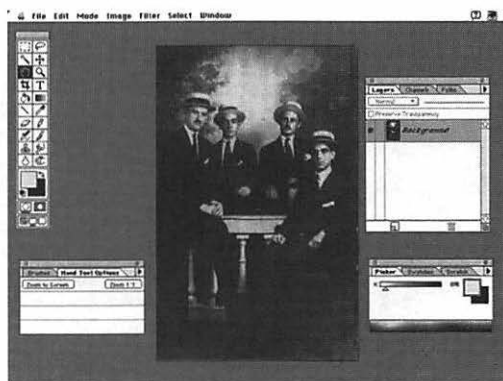 File Edit Mode Image Filter Select Window
Layers Channels Paths
Normal
Preserve Transparency
Background
Brushes Hand Tool Options
Zoom to Screen Zoom 1:1
Picker Swatches Scratch
K